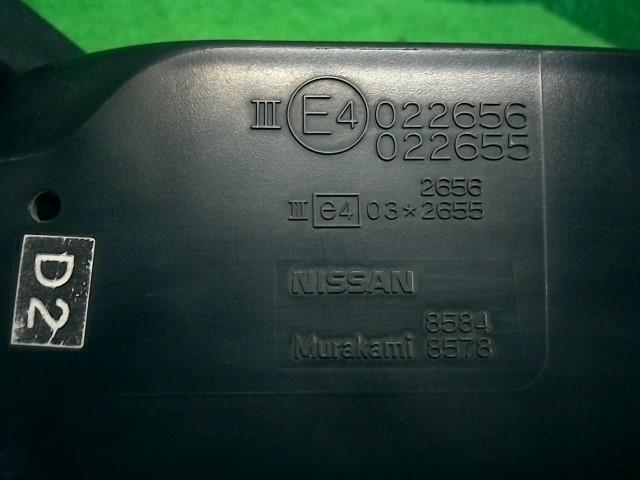 III E4 022656
022655
2656
III e4 03*2655
NISSAN
8584
Murakami 8578
D2